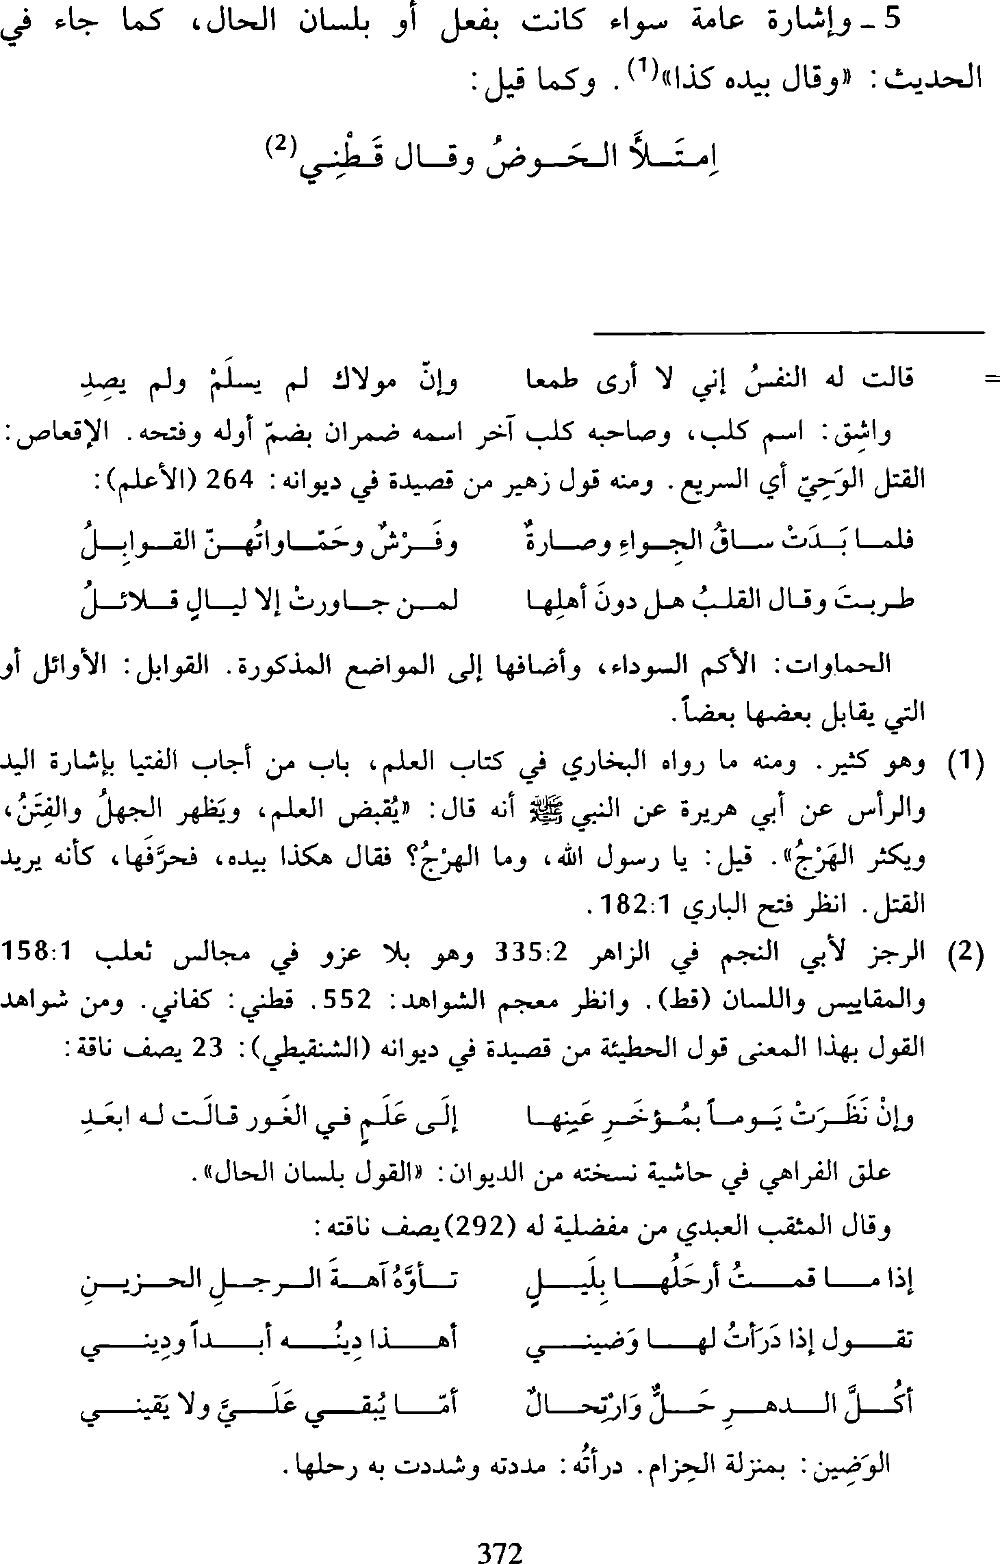 5 ـ وإشارة عامة سواء كانت بفعل أو بلسان الحال، كما جاء في
الحديث: «وقال بيده كذا»(1). وكما قيل:
اِمتَـلأَ الـحَـوضُ وقـال قَـطْنِـي(2)
= قالت له النفسُ إني لا أرى طمعا وإنّ مولاك لم يسلَمْ ولم يصِدِ
واشِق: اسم كلب، وصاحبه كلب آخر اسمه ضمران بضمّ أوله وفتحه. الإقعاص:
القتل الوَحِيّ أي السريع. ومنه قول زهير من قصيدة في ديوانه: 264 (الأعلم):
فلمـا بَـدَتْ سـاقُ الجِـواءِ وصـارةٌ وفَـرْشٌ وحَمّـاواتُهُـنّ القـوابِـلُ
طربتَ وقال القلبُ هل دونَ أهلِها لمـن جـاورتْ إلا ليـالٍ قـلائـلُ
الحماوات: الأكم السوداء، وأضافها إلى المواضع المذكورة. القوابل: الأوائل أو
التي يقابل بعضها بعضاً.
(1) وهو كثير. ومنه ما رواه البخاري في كتاب العلم، باب من أجاب الفتيا بإشارة اليد
والرأس عن أبي هريرة عن النبي ﷺ أنه قال: «يُقبض العلم، ويَظهر الجهلُ والفِتَنُ،
ويكثر الهَرْجُ». قيل: يا رسول الله، وما الهرْجُ؟ فقال هكذا بيده، فحرَّفَها، كأنه يريد
القتل. انظر فتح الباري 182:1.
(2) الرجز لأبي النجم في الزاهر 335:2 وهو بلا عزو في مجالس ثعلب 158:1
والمقاييس واللسان (قط). وانظر معجم الشواهد: 552. قطني: كفاني. ومن شواهد
القول بهذا المعنى قول الحطيئة من قصيدة في ديوانه (الشنقيطي): 23 يصف ناقة:
وإنْ نَظَـرَتْ يَـومـاً بمُـؤخَـرِ عَينِهـا إلَـى عَلَـمٍ فـي الغَـور قـالَـت لـه ابعَـدِ
علق الفراهي في حاشية نسخته من الديوان: «القول بلسان الحال».
وقال المثقب العبدي من مفضلية له (292) يصف ناقته:
إذا مـا قمـتُ أرحَلُهـا بِلَيـلٍ تـأوَّهُ آهـةَ الـرجـلِ الحـزيـنِ
تقـول إذا دَرَأتُ لهـا وَضينـي أهـذا دِينُـه أبـداً ودِينـي
أكُـلَّ الـدهـرِ حَـلٌّ وَارْتِحـالٌ أمّـا يُبقـي عَلَـيَّ ولا يَقينـي
الوَضِين: بمنزلة الحِزام. درأتُه: مددته وشددت به رحلها.
372